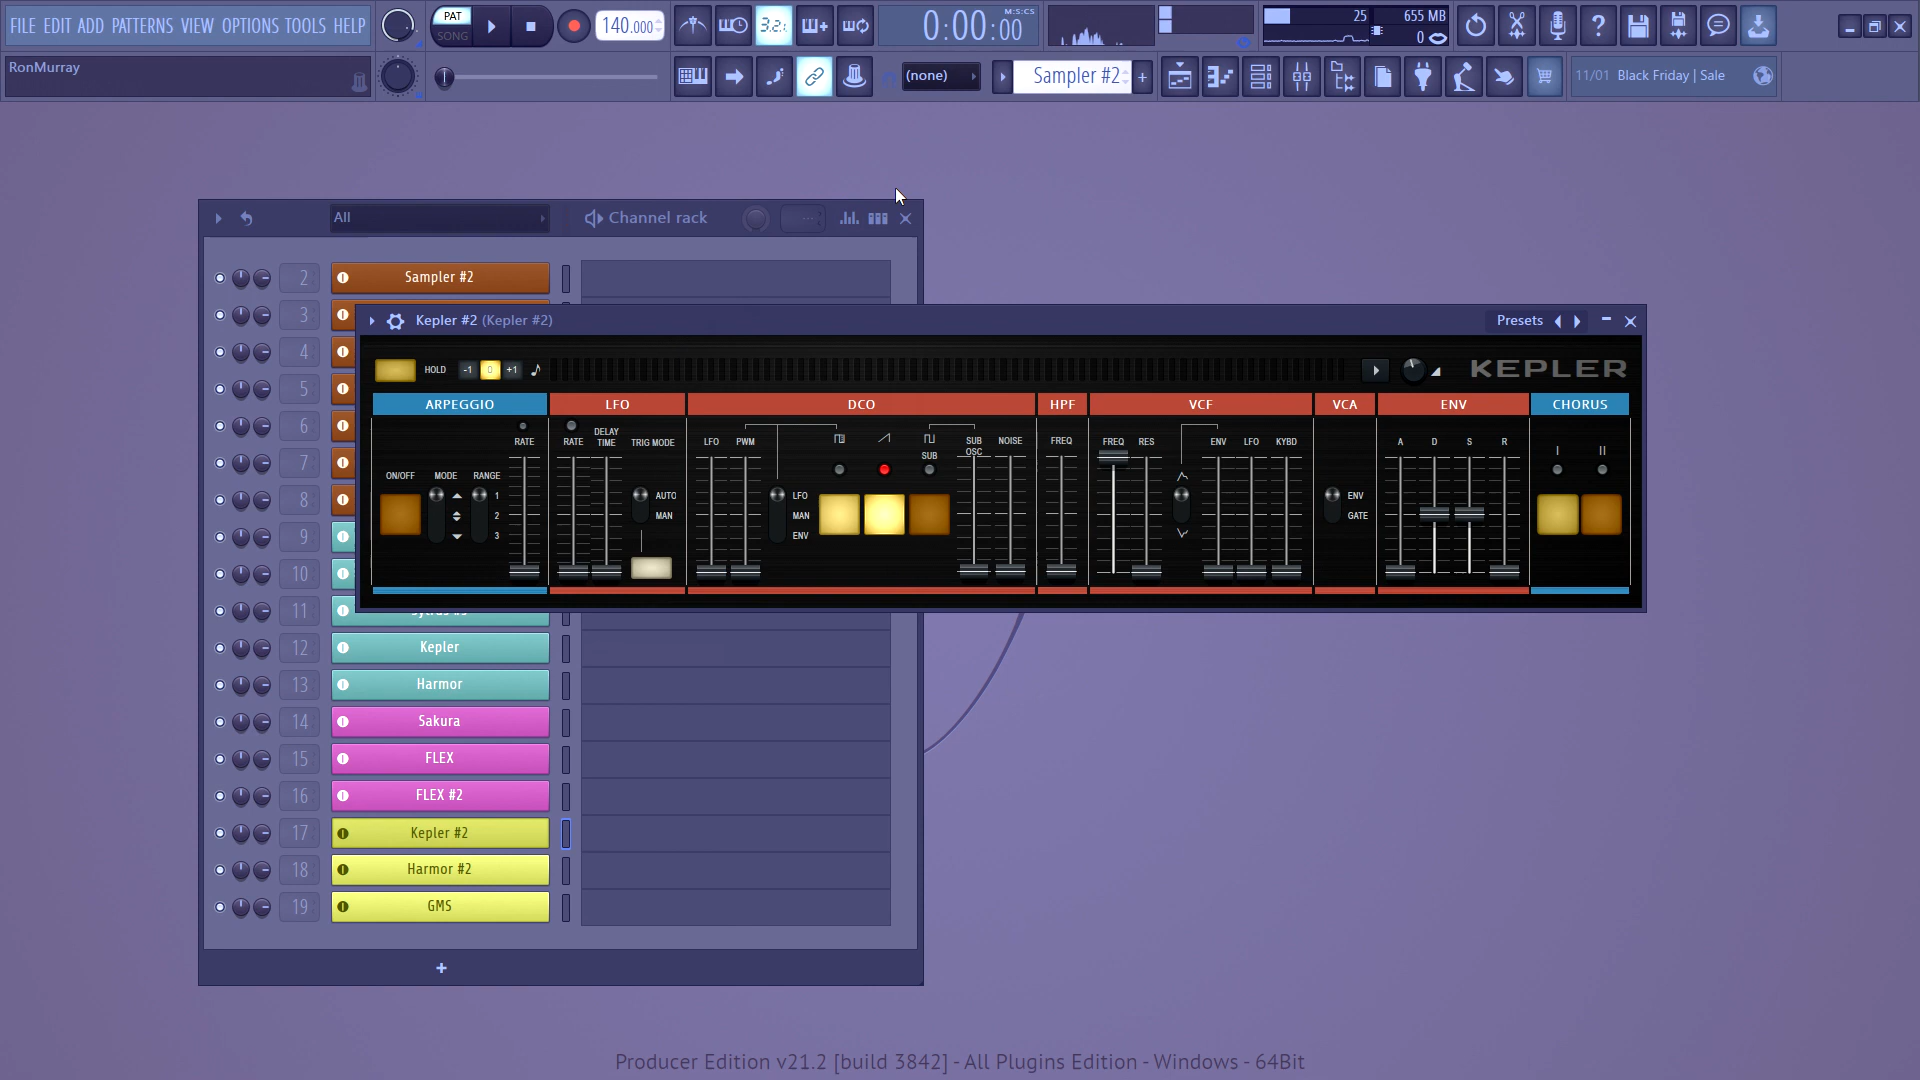 FILE EDIT ADD PATTERNS VIEW OPTIONS TOOLS HELP
PAT
SONG
140.000
3.2.
0:00:00
M:S:CS
25
655 MB
0
RonMurray
(none)
Sampler #2
+
11/01 Black Friday | Sale
All
Channel rack
2 Sampler #2
3
4
5
6
7
8
9
10
11
12 Kepler
13 Harmor
14 Sakura
15 FLEX
16 FLEX #2
17 Kepler #2
18 Harmor #2
19 GMS
+
Kepler #2 (Kepler #2)
Presets
HOLD -1 +1
KEPLER
ARPEGGIO LFO DCO HPF VCF VCA ENV CHORUS
ON/OFF MODE RANGE RATE
1
2
3
RATE DELAY TIME TRIG MODE
AUTO
MAN
LFO PWM
LFO
MAN
ENV
SUB
SUB OSC
NOISE
FREQ
FREQ RES ENV LFO KYBD
ENV
GATE
A D S R
I II
Producer Edition v21.2 [build 3842] - All Plugins Edition - Windows - 64Bit